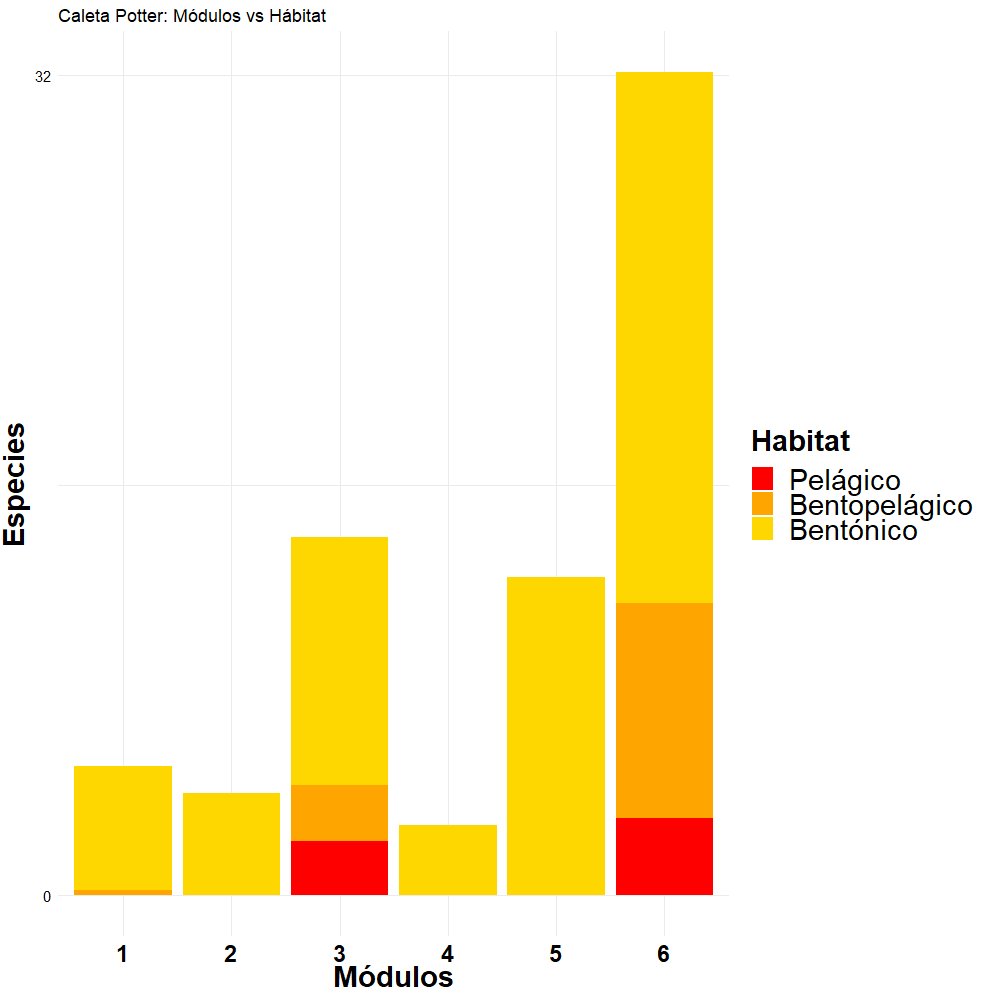 Caleta Potter: Módulos vs Hábitat
32
0
Especies
1 2 3 4 5 6
Módulos
Habitat
Pelágico
Bentopelágico
Bentónico